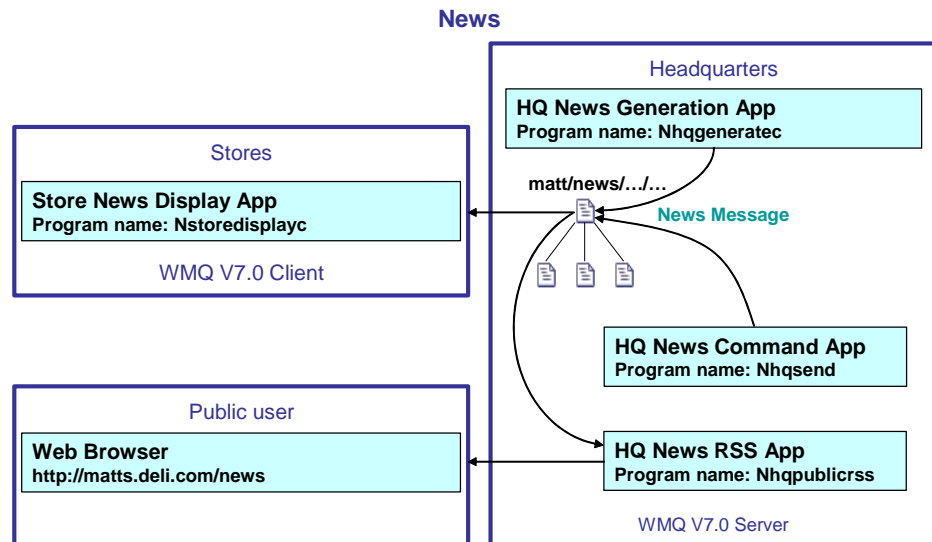 News
Headquarters
HQ News Generation App
Program name: Nhqgeneratec
Stores
Store News Display App
Program name: Nstoredisplayc
WMQ V7.0 Client
matt/news/…/…
News Message
HQ News Command App
Program name: Nhqsend
Public user
Web Browser
http://matts.deli.com/news
HQ News RSS App
Program name: Nhqpublicrss
WMQ V7.0 Server